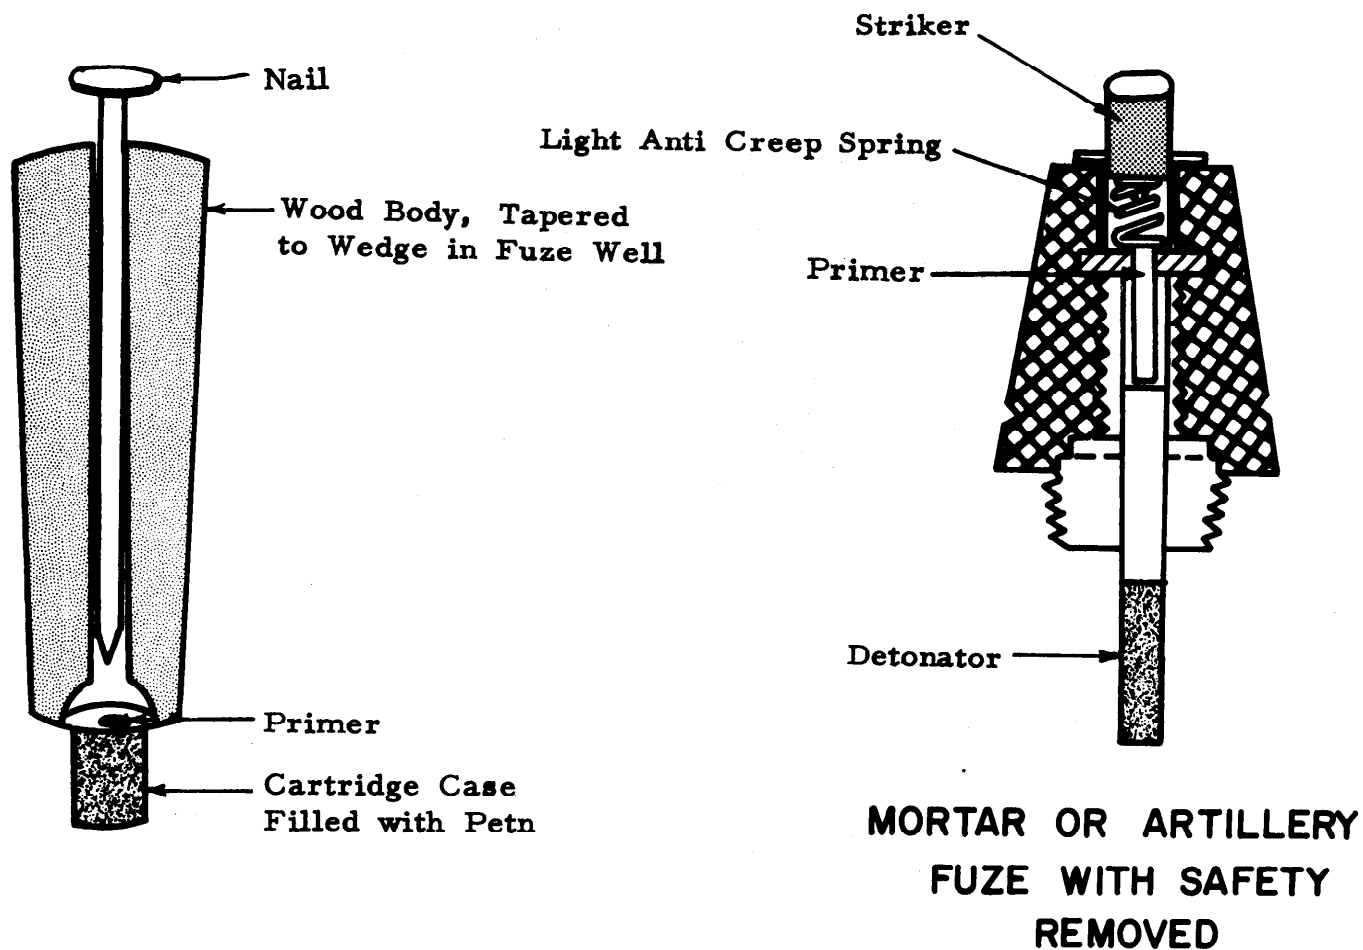 Nail
Wood Body, Tapered
to Wedge in Fuze Well
Primer
Cartridge Case
Filled with Petn
Striker
Light Anti Creep Spring
Primer
Detonator
MORTAR OR ARTILLERY
FUZE WITH SAFETY
REMOVED